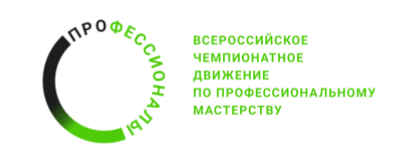 ПРОФЕССИОНАЛЫ
ВСЕРОССИЙСКОЕ
ЧЕМПИОНАТНОЕ
ДВИЖЕНИЕ
ПО ПРОФЕССИОНАЛЬНОМУ
МАСТЕРСТВУ